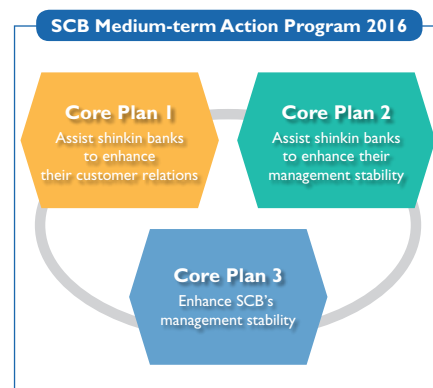 SCB Medium-term Action Program 2016
Core Plan 1
Assist shinkin banks
to enhance
their customer relations
Core Plan 2
Assist shinkin banks
to enhance their
management stability
Core Plan 3
Enhance SCB's
management stability